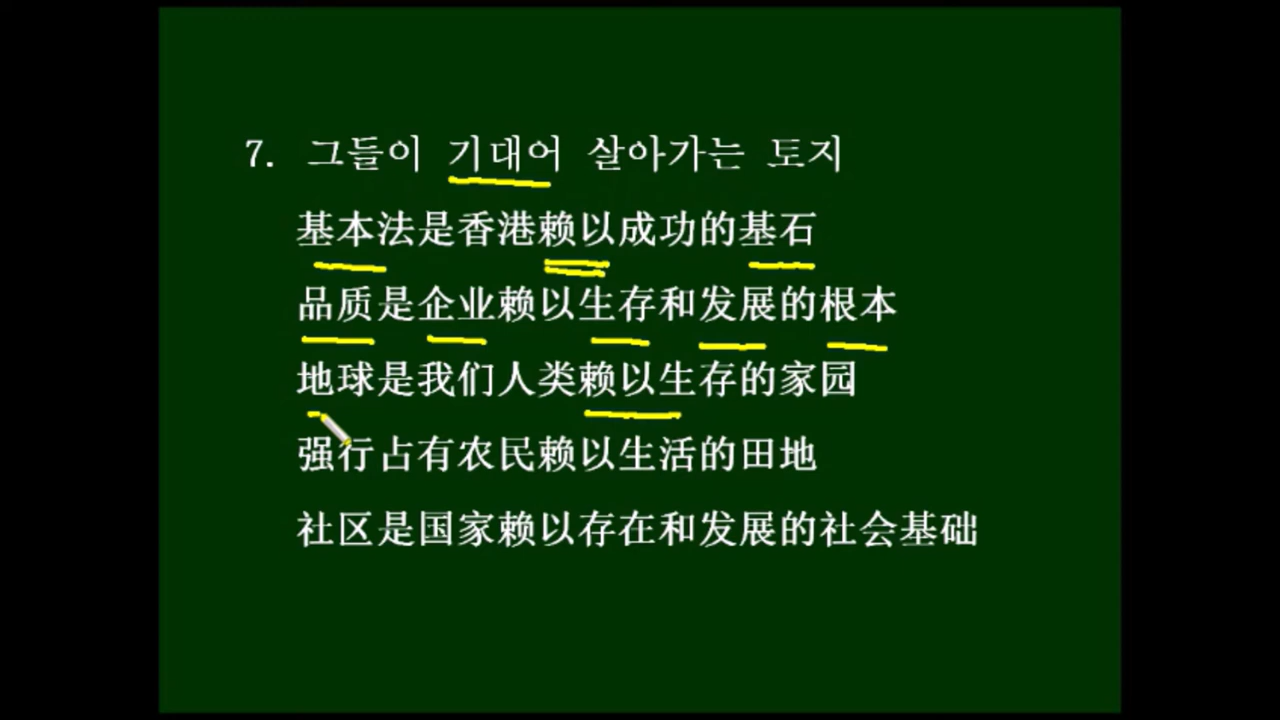 7. 그들이 기대어 살아가는 토지
基本法是香港赖以成功的基石
品质是企业赖以生存和发展的根本
地球是我们人类赖以生存的家园
强行占有农民赖以生活的田地
社区是国家赖以存在和发展的社会基础